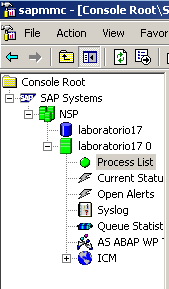 sapmmc - [Console Root\S
File Action View Favor
Console Root
SAP Systems
NSP
laboratorio17
laboratorio17 0
Process List
Current Statu
Open Alerts
Syslog
Queue Statist
AS ABAP WP T
ICM